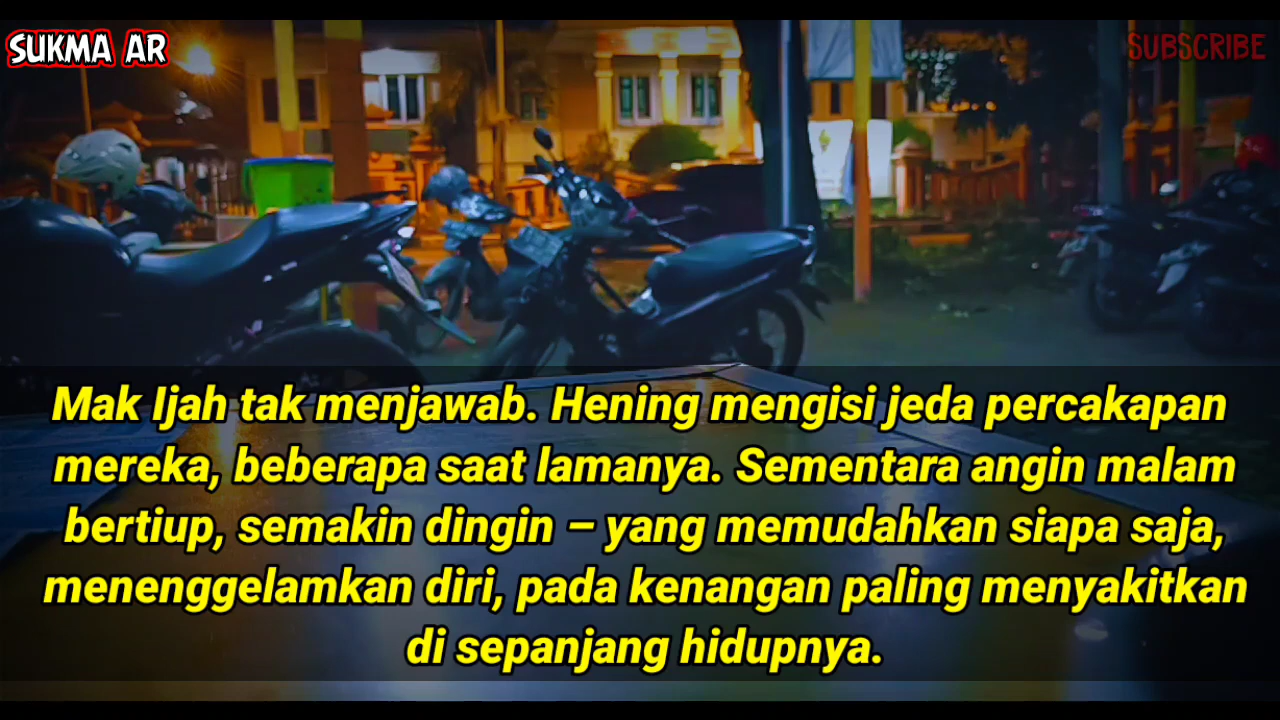 SUKMA AR
SUBSCRIBE
Mak Ijah tak menjawab. Hening mengisi jeda percakapan
mereka, beberapa saat lamanya. Sementara angin malam
bertiup, semakin dingin – yang memudahkan siapa saja,
menenggelamkan diri, pada kenangan paling menyakitkan
di sepanjang hidupnya.